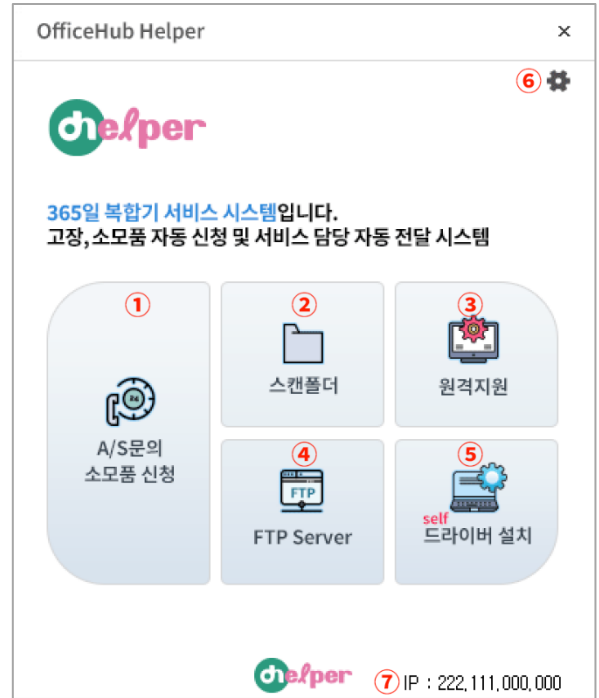 OfficeHub Helper ×
⑥
ohelper
365일 복합기 서비스 시스템입니다.
고장,소모품 자동 신청 및 서비스 담당 자동 전달 시스템
①
24
A/S문의
소모품 신청
②
스캔폴더
③
원격지원
④
FTP
FTP Server
⑤
self
드라이버 설치
ohelper
⑦ IP : 222,111,000,000